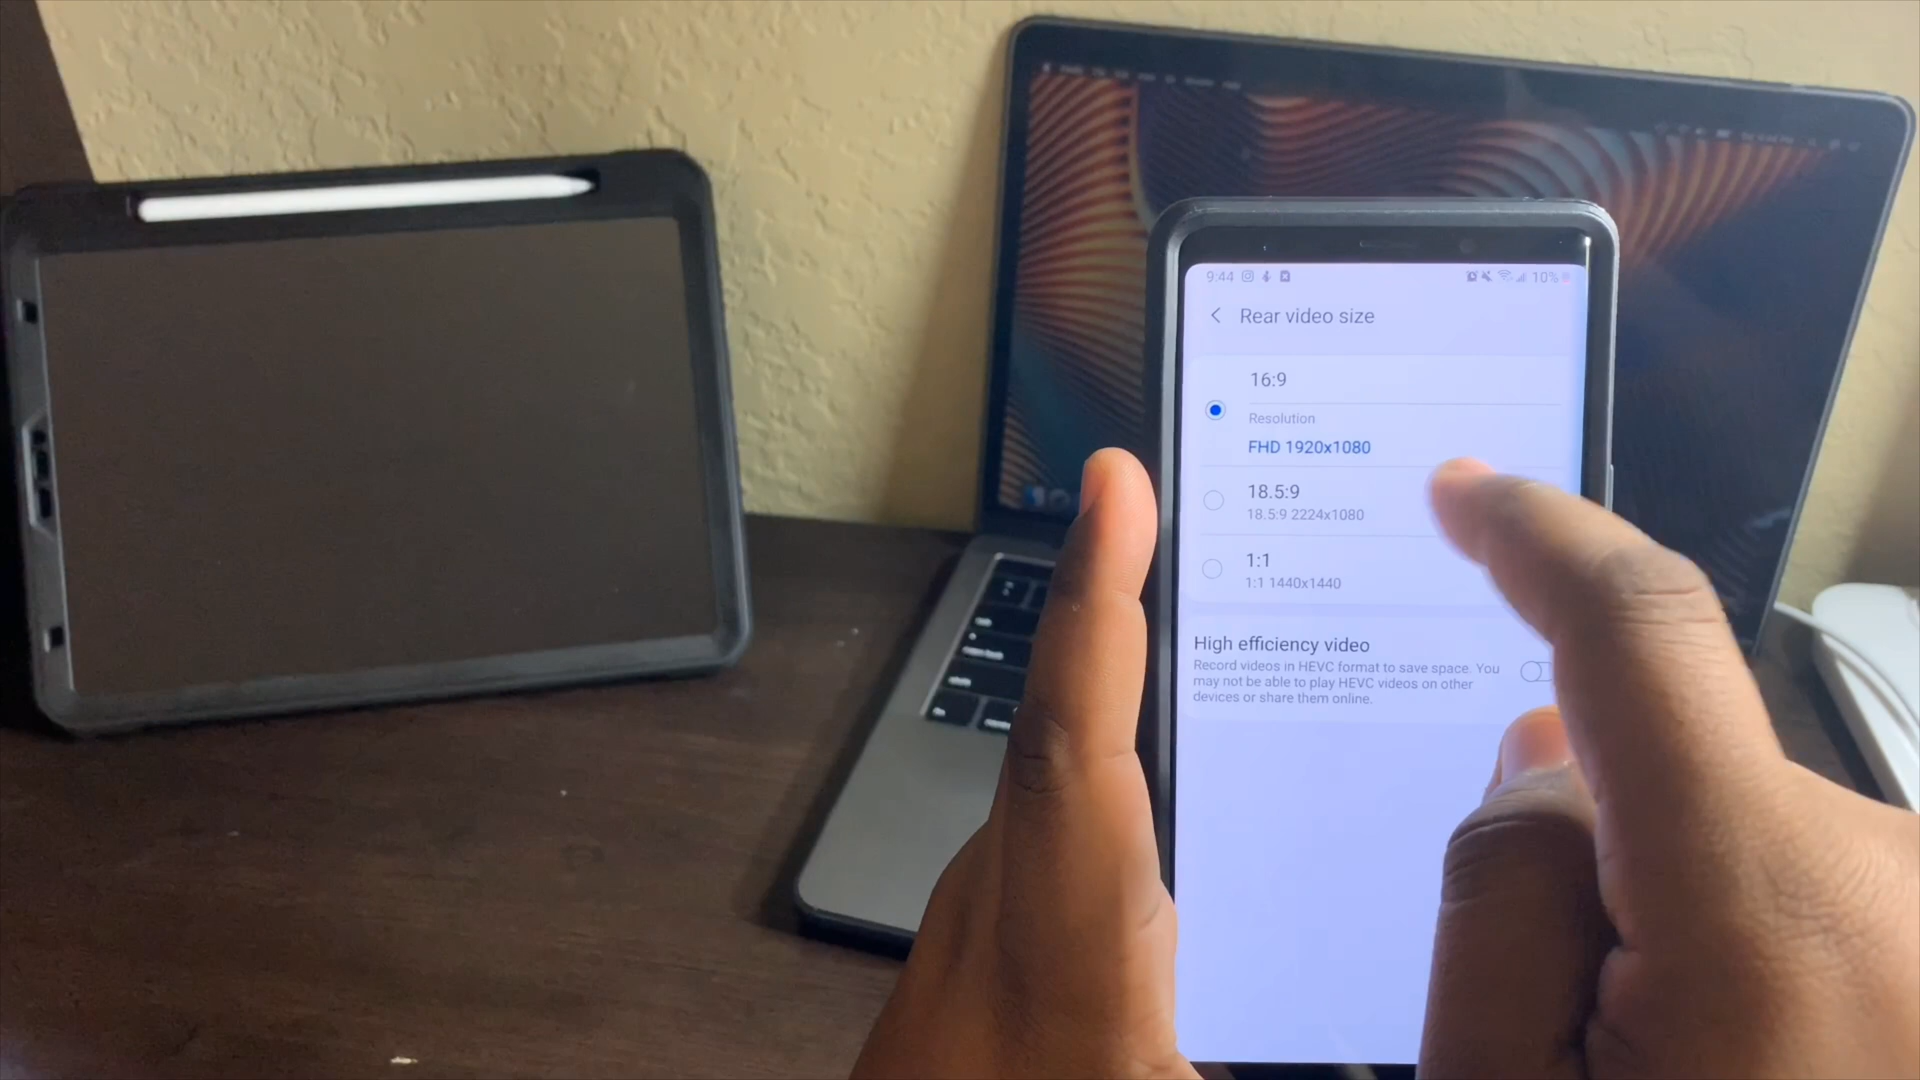 9:44
10%
Rear video size
16:9
Resolution
FHD 1920x1080
18.5:9
18.5:9 2224x1080
1:1
1:1 1440x1440
High efficiency video
Record videos in HEVC format to save space. You
may not be able to play HEVC videos on other
devices or share them online.